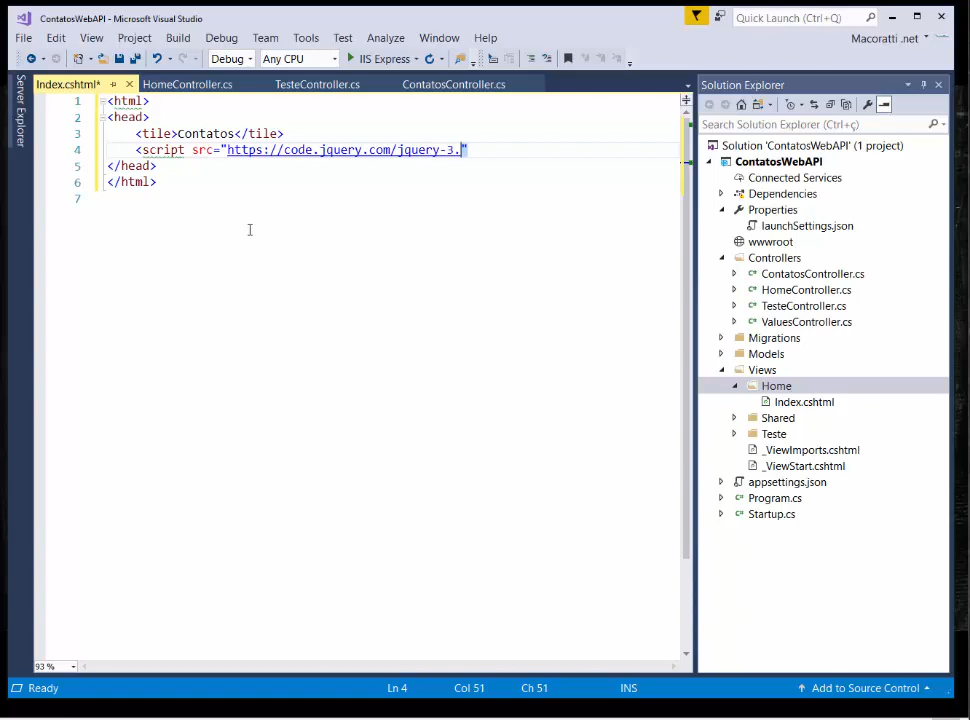 ContatosWebAPI - Microsoft Visual Studio
Quick Launch (Ctrl+Q)
File Edit View Project Build Debug Team Tools Test Analyze Window Help
Macoratti .net
Debug Any CPU IIS Express
Server Explorer
Index.cshtml* HomeController.cs TesteController.cs ContatosController.cs
1 <html>
2 <head>
3 <tile>Contatos</tile>
4 <script src="https://code.jquery.com/jquery-3."
5 </head>
6 </html>
7
93 %
Solution Explorer
Search Solution Explorer (Ctrl+ç)
Solution 'ContatosWebAPI' (1 project)
ContatosWebAPI
Connected Services
Dependencies
Properties
launchSettings.json
wwwroot
Controllers
ContatosController.cs
HomeController.cs
TesteController.cs
ValuesController.cs
Migrations
Models
Views
Home
Index.cshtml
Shared
Teste
_ViewImports.cshtml
_ViewStart.cshtml
appsettings.json
Program.cs
Startup.cs
Ready Ln 4 Col 51 Ch 51 INS Add to Source Control